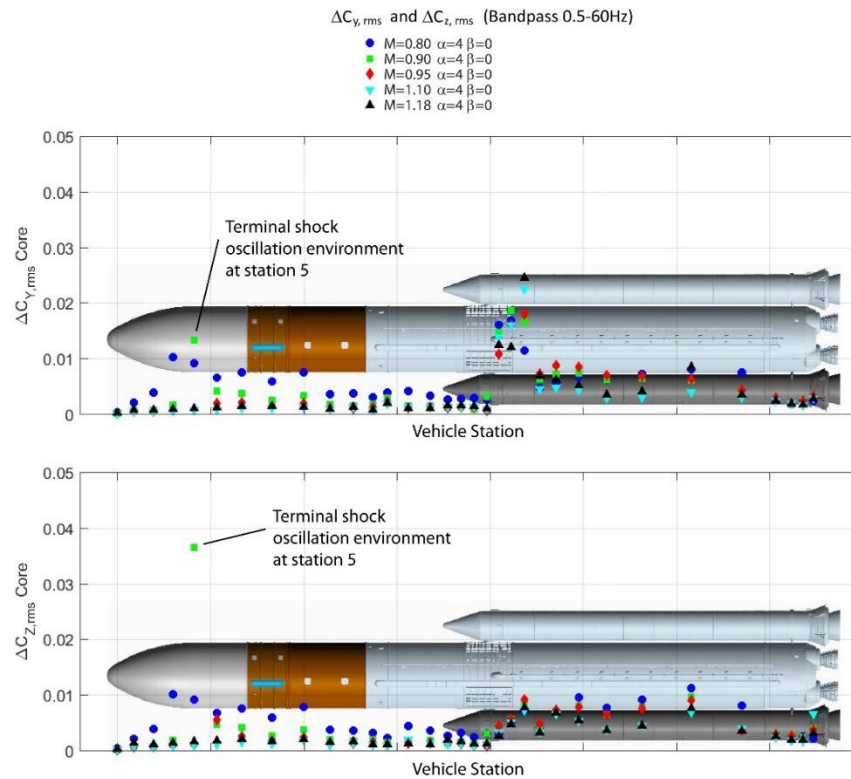 ΔCy, rms and ΔCz, rms (Bandpass 0.5-60Hz)
M=0.80 α=4 β=0
M=0.90 α=4 β=0
M=0.95 α=4 β=0
M=1.10 α=4 β=0
M=1.18 α=4 β=0
0.05
0.04
0.03
0.02
0.01
0
ΔCY,rms Core
Terminal shock
oscillation environment
at station 5
Vehicle Station
0.05
0.04
0.03
0.02
0.01
0
ΔCZ,rms Core
Terminal shock
oscillation environment
at station 5
Vehicle Station